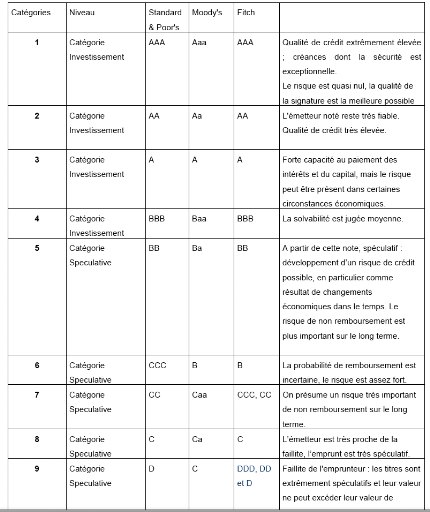 Catégories Niveau Standard & Poor's Moody's Fitch
1 Catégorie Investissement AAA Aaa AAA Qualité de crédit extrêmement élevée
; créances dont la sécurité est
exceptionnelle.
Le risque est quasi nul, la qualité de
la signature est la meilleure possible
2 Catégorie Investissement AA Aa AA L'émetteur noté reste très fiable.
Qualité de crédit très élevée.
3 Catégorie Investissement A A A Forte capacité au paiement des
intérêts et du capital, mais le risque
peut être présent dans certaines
circonstances économiques.
4 Catégorie Investissement BBB Baa BBB La solvabilité est jugée moyenne.
5 Catégorie Speculative BB Ba BB A partir de cette note, spéculatif :
développement d'un risque de crédit
possible, en particulier comme
résultat de changements
économiques dans le temps. Le
risque de non remboursement est
plus important sur le long terme.
6 Catégorie Speculative CCC B B La probabilité de remboursement est
incertaine, le risque est assez fort.
7 Catégorie Speculative CC Caa CCC, CC On présume un risque très important
de non remboursement sur le long
terme.
8 Catégorie Speculative C Ca C L'émetteur est très proche de la
faillite, l'emprunt est très spéculatif.
9 Catégorie Speculative D C DDD, DD et D Faillite de l'emprunteur : les titres sont
extrêmement spéculatifs et leur valeur
ne peut excéder leur valeur de